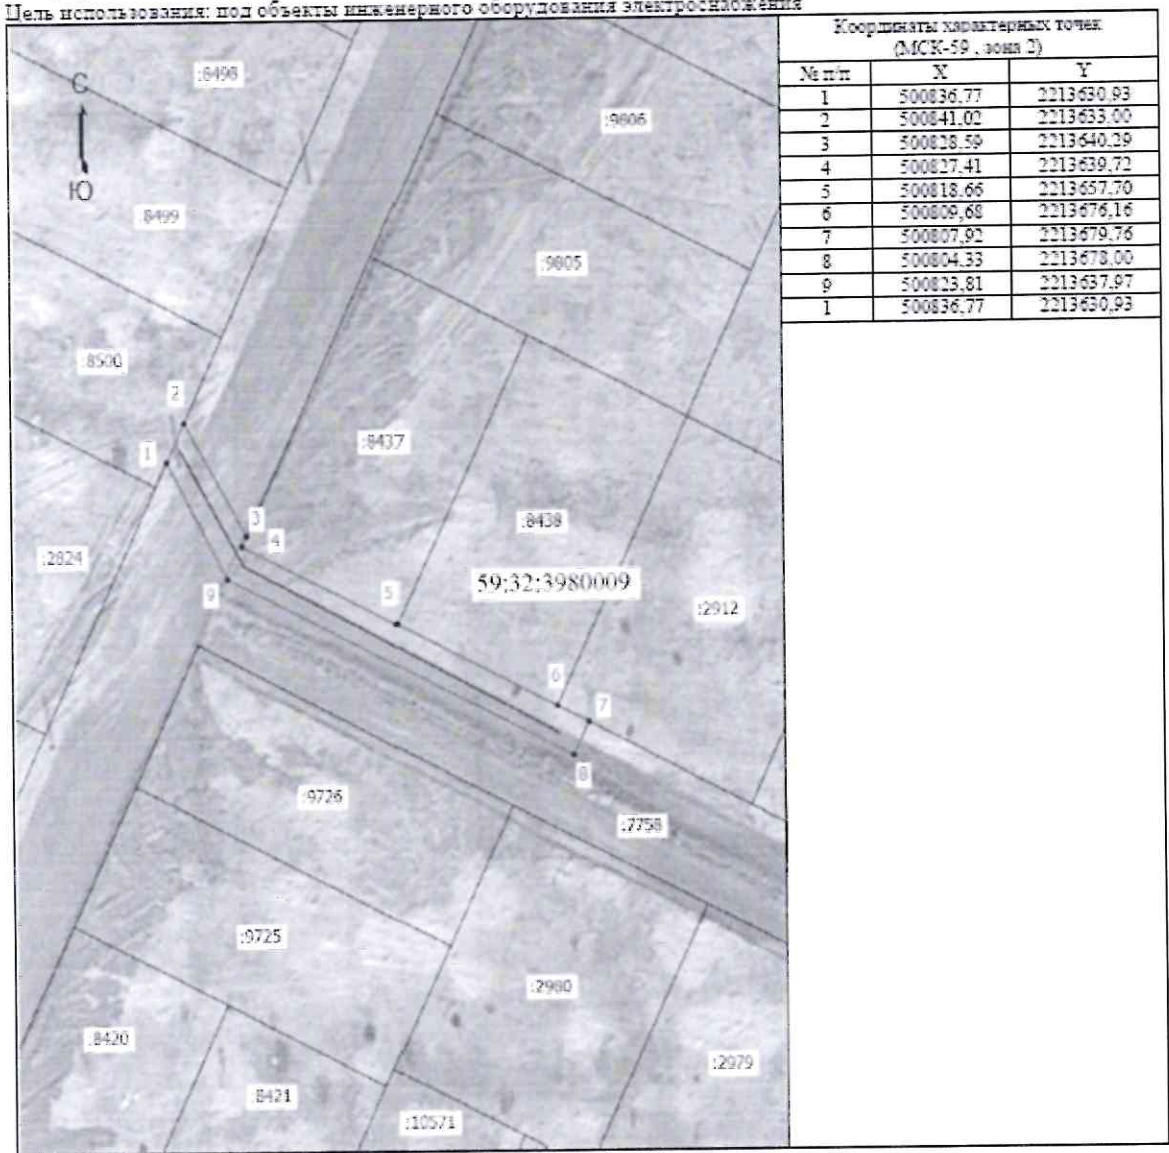 Цель использования: под объекты инженерного оборудования электроснабжения
Координаты характерных точек
(МСК-59 , зона 2)
№ п/п X Y
1 500836,77 2213630,93
2 500841,02 2213633,00
3 500828,59 2213640,29
4 500827,41 2213639,72
5 500818,66 2213657,70
6 500809,68 2213676,16
7 500807,92 2213679,76
8 500804,33 2213678,00
9 500823,81 2213637,97
1 500836,77 2213630,93
С
Ю
:8498
:9806
:8499
:9805
:8500
2
:8437
1
3
:8438
4
:2824
59:32:3980009
9
5
:2912
6
7
8
:9726
:7758
:9725
:2980
:8420
:2979
:8421
:10571